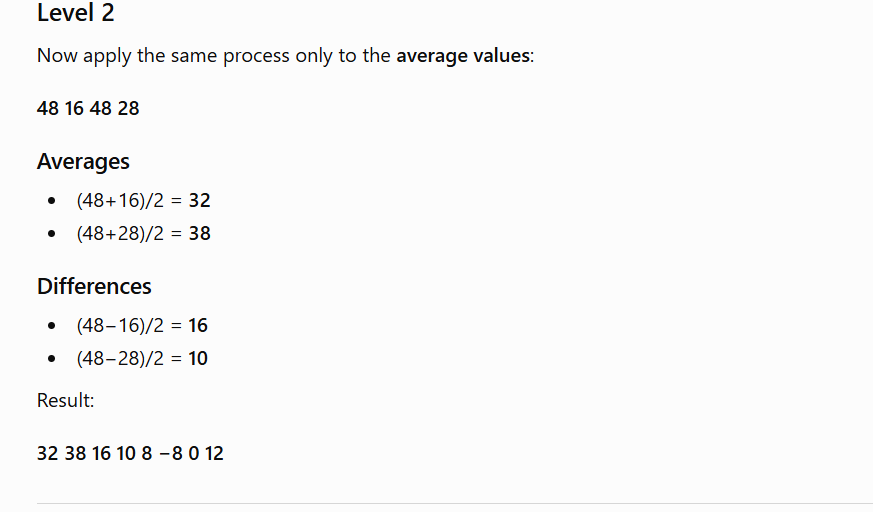 Level 2
Now apply the same process only to the average values:
48 16 48 28
Averages
• (48+16)/2 = 32
• (48+28)/2 = 38
Differences
• (48−16)/2 = 16
• (48−28)/2 = 10
Result:
32 38 16 10 8 −8 0 12